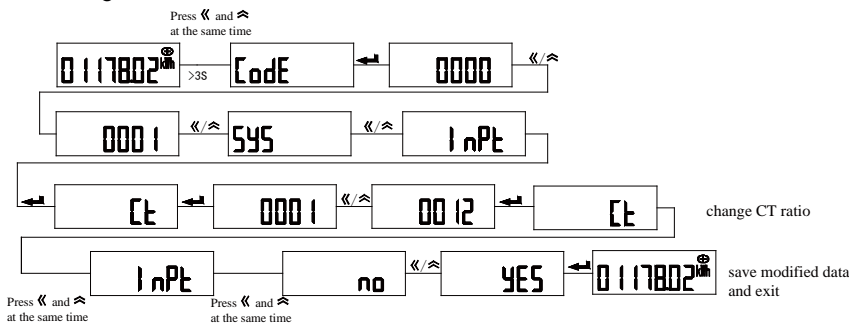 Press « and ︽
at the same time
01178.02 kWh >3S CodE 0000 «/︽
0001 «/︽ SYS «/︽ InPt
Ct 0001 «/︽ 0012 Ct change CT ratio
InPt no «/︽ YES 01178.02 kWh save modified data
and exit
Press « and ︽
at the same time
Press « and ︽
at the same time